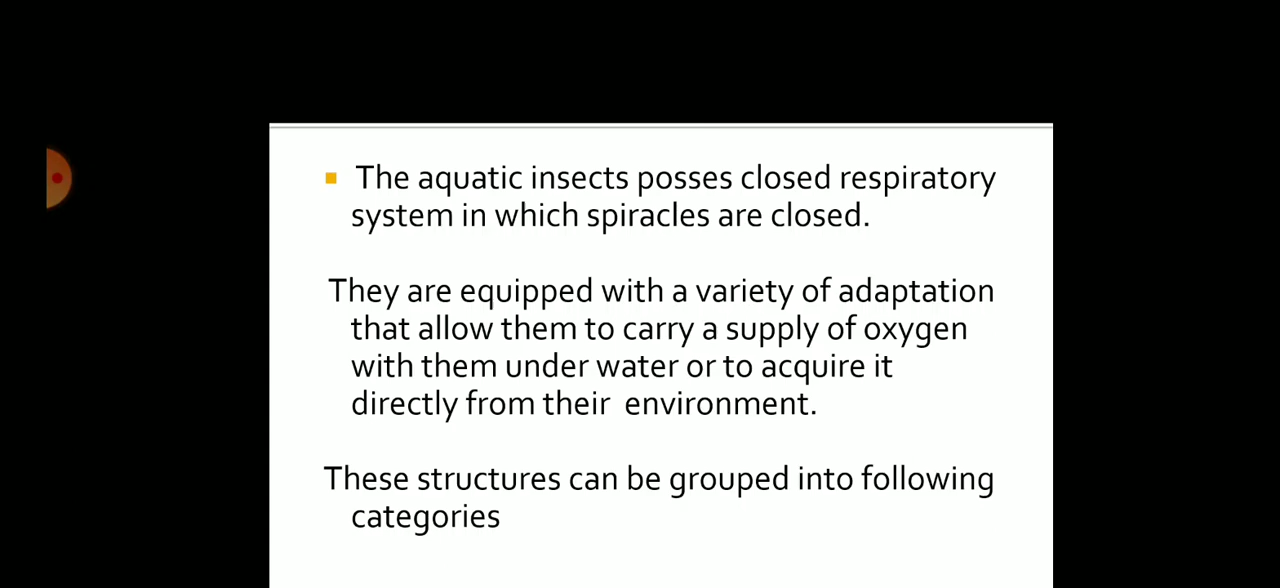 The aquatic insects posses closed respiratory
system in which spiracles are closed.
They are equipped with a variety of adaptation
that allow them to carry a supply of oxygen
with them under water or to acquire it
directly from their environment.
These structures can be grouped into following
categories